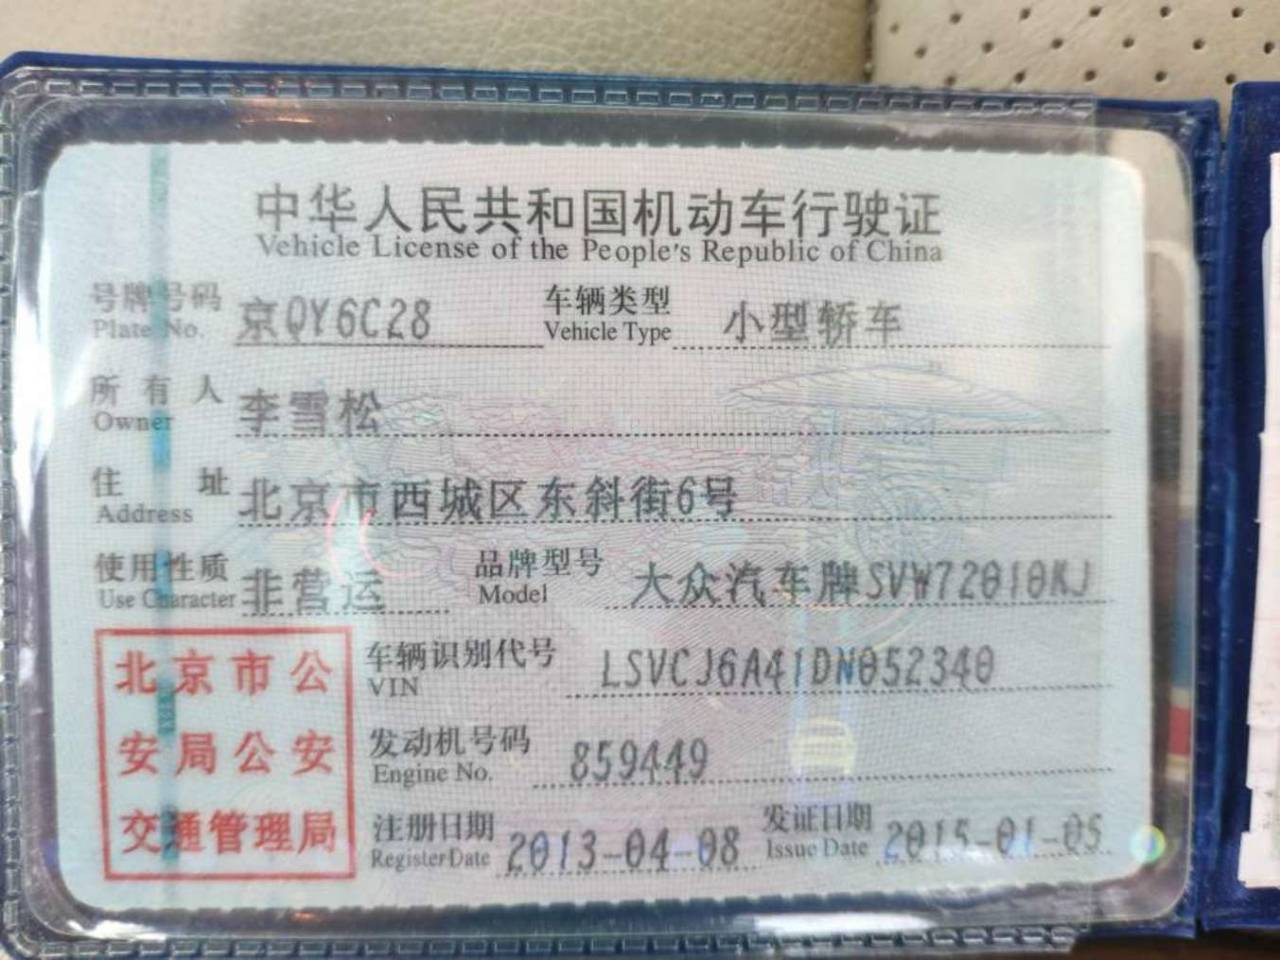 中华人民共和国机动车行驶证
Vehicle License of the People's Republic of China
号牌号码 京QY6C28 车辆类型 小型轿车
Plate No. Vehicle Type
所有人 李雪松
Owner
住址 北京市西城区东斜街6号
Address
使用性质 非营运 品牌型号 大众汽车牌SVW72010KJ
Use Character Model
北京市公
安局公安
交通管理局
车辆识别代号 LSVCJ6A41DN052340
VIN
发动机号码 859449
Engine No.
注册日期 2013-04-08 发证日期 2015-01-05
Register Date Issue Date